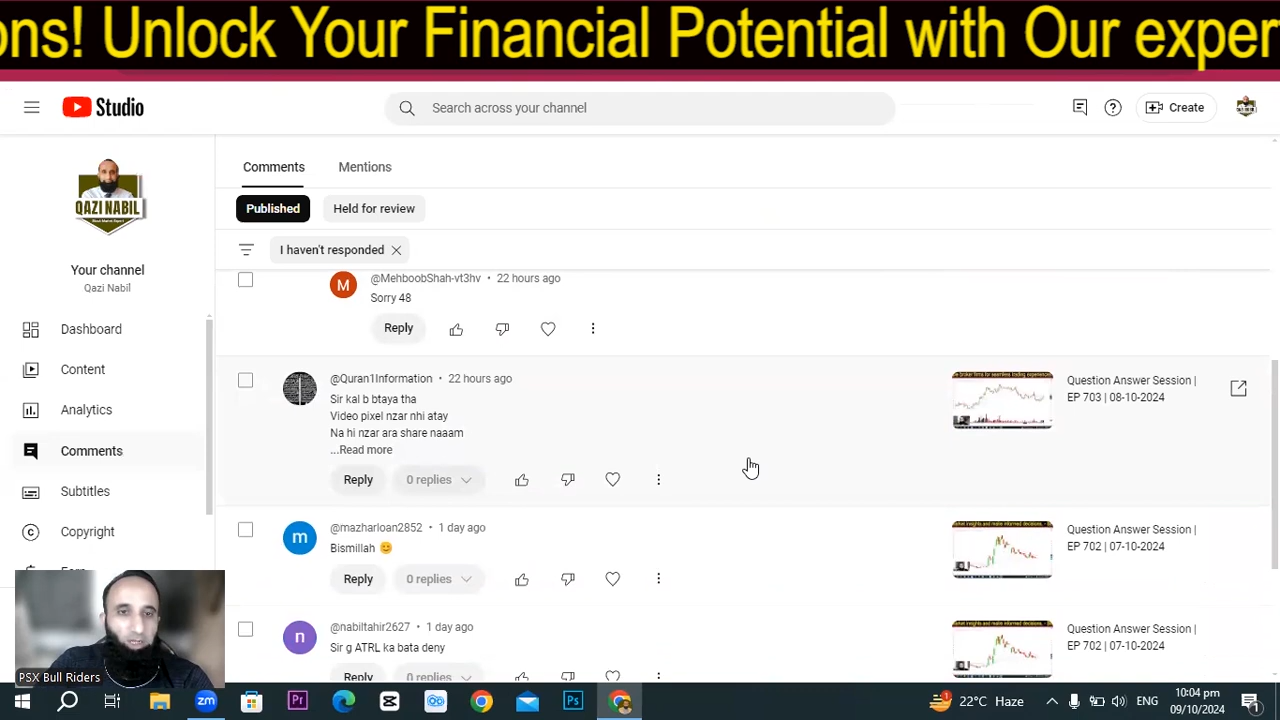 ons! Unlock Your Financial Potential with Our exper
Studio
Search across your channel
Create
QAZI NABIL
Your channel
Qazi Nabil
Dashboard
Content
Analytics
Comments
Subtitles
Copyright
Comments
Mentions
Published
Held for review
I haven't responded
@MehboobShah-vt3hv • 22 hours ago
Sorry 48
Reply
@Quran1Information • 22 hours ago
Sir kal b btaya tha
Video pixel nzar nhi atay
Na hi nzar ara share naaam
...Read more
Reply
0 replies
Question Answer Session |
EP 703 | 08-10-2024
@mazharloan2852 • 1 day ago
Bismillah 😊
Reply
0 replies
Question Answer Session |
EP 702 | 07-10-2024
@nabiltahir2627 • 1 day ago
Sir g ATRL ka bata deny
Reply
0 replies
Question Answer Session |
EP 702 | 07-10-2024
PSX Bull Riders
22°C Haze
ENG
10:04 pm
09/10/2024